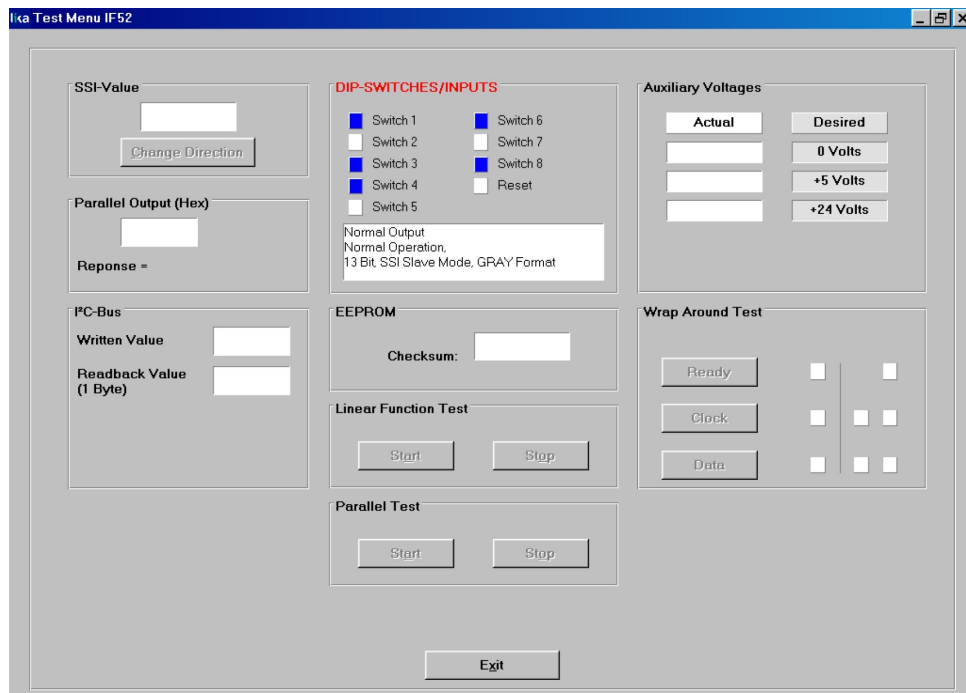 lika Test Menu IF52
SSI-Value
Change Direction
Parallel Output (Hex)
Reponse =
I²C-Bus
Written Value
Readback Value
(1 Byte)
DIP-SWITCHES/INPUTS
Switch 1
Switch 2
Switch 3
Switch 4
Switch 5
Switch 6
Switch 7
Switch 8
Reset
Normal Output
Normal Operation,
13 Bit, SSI Slave Mode, GRAY Format
EEPROM
Checksum:
Linear Function Test
Start Stop
Parallel Test
Start Stop
Auxiliary Voltages
Actual Desired
0 Volts
+5 Volts
+24 Volts
Wrap Around Test
Ready
Clock
Data
Exit